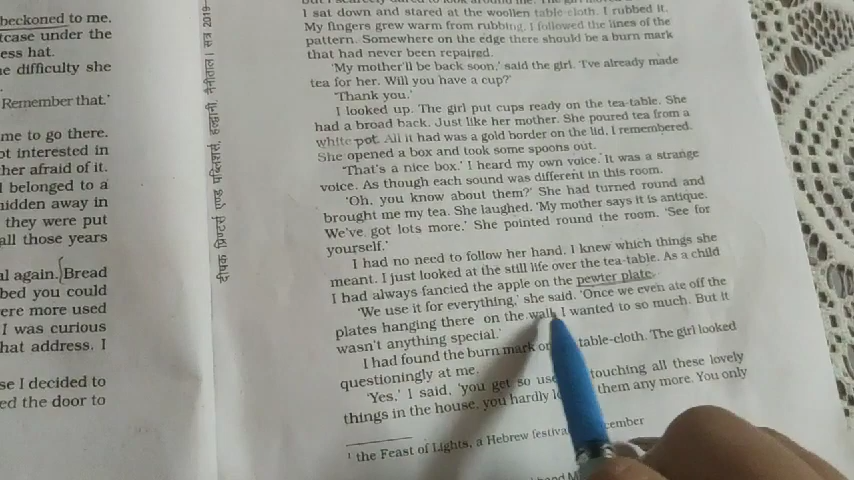 beckoned to me.
tcase under the
ess hat.
e difficulty she
Remember that.'
me to go there.
ot interested in
ther afraid of it.
I belonged to a
hidden away in
they were put
all those years
al again. Bread
bed you could
ere more used
I was curious
hat address. I
se I decided to
ed the door to
दीपक प्रिण्टर्स एण्ड पब्लिशर्स, हल्द्वानी, नैनीताल। सत्र 2019-
I sat down and stared at the woollen table-cloth. I rubbed it.
My fingers grew warm from rubbing. I followed the lines of the
pattern. Somewhere on the edge there should be a burn mark
that had never been repaired.
'My mother'll be back soon,' said the girl. 'I've already made
tea for her. Will you have a cup?'
'Thank you.'
I looked up. The girl put cups ready on the tea-table. She
had a broad back. Just like her mother. She poured tea from a
white pot. All it had was a gold border on the lid, I remembered.
She opened a box and took some spoons out.
'That's a nice box.' I heard my own voice. It was a strange
voice. As though each sound was different in this room.
'Oh, you know about them?' She had turned round and
brought me my tea. She laughed. 'My mother says it is antique.
We've got lots more.' She pointed round the room. 'See for
yourself.'
I had no need to follow her hand. I knew which things she
meant. I just looked at the still life over the tea-table. As a child
I had always fancied the apple on the pewter plate.
'We use it for everything,' she said. 'Once we even ate off the
plates hanging there on the wall. I wanted to so much. But it
wasn't anything special.'
I had found the burn mark on table-cloth. The girl looked
questioningly at me.
'Yes,' I said, 'you get so touching all these lovely
things in the house, you hardly them any more. You only
1 the Feast of Lights, a Hebrew